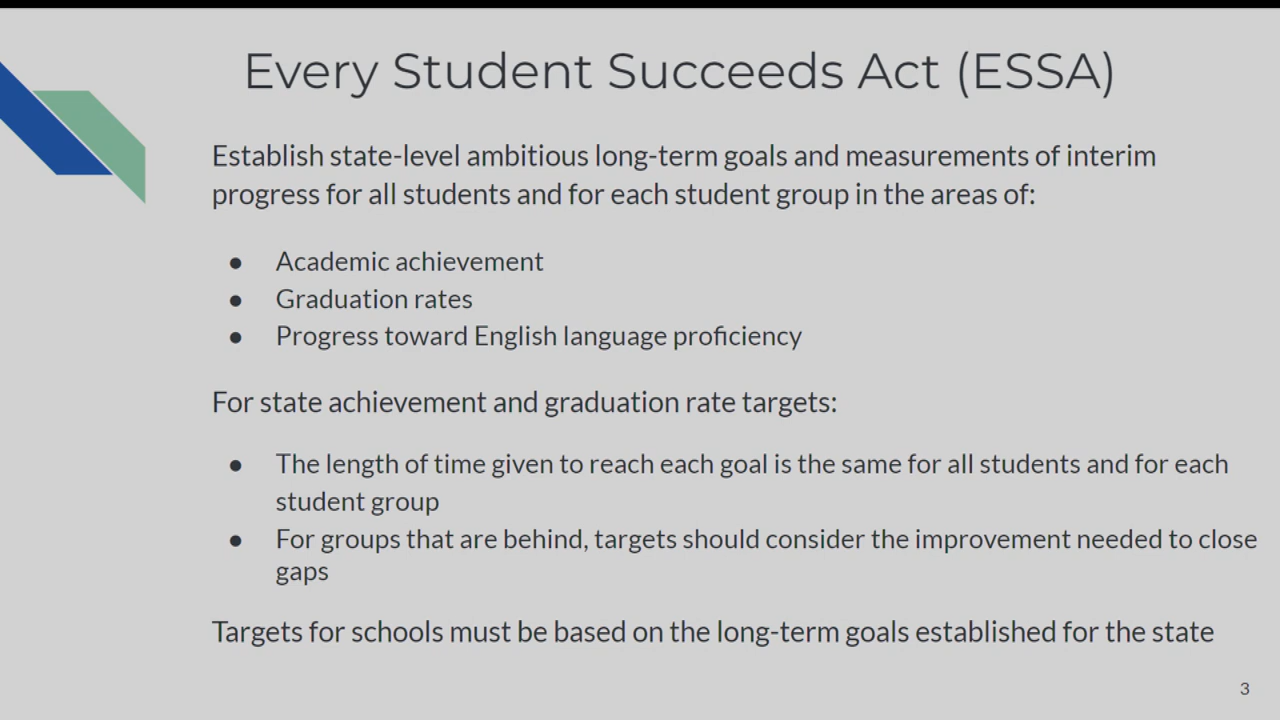 Every Student Succeeds Act (ESSA)
Establish state-level ambitious long-term goals and measurements of interim
progress for all students and for each student group in the areas of:
● Academic achievement
● Graduation rates
● Progress toward English language proficiency
For state achievement and graduation rate targets:
● The length of time given to reach each goal is the same for all students and for each
student group
● For groups that are behind, targets should consider the improvement needed to close
gaps
Targets for schools must be based on the long-term goals established for the state
3